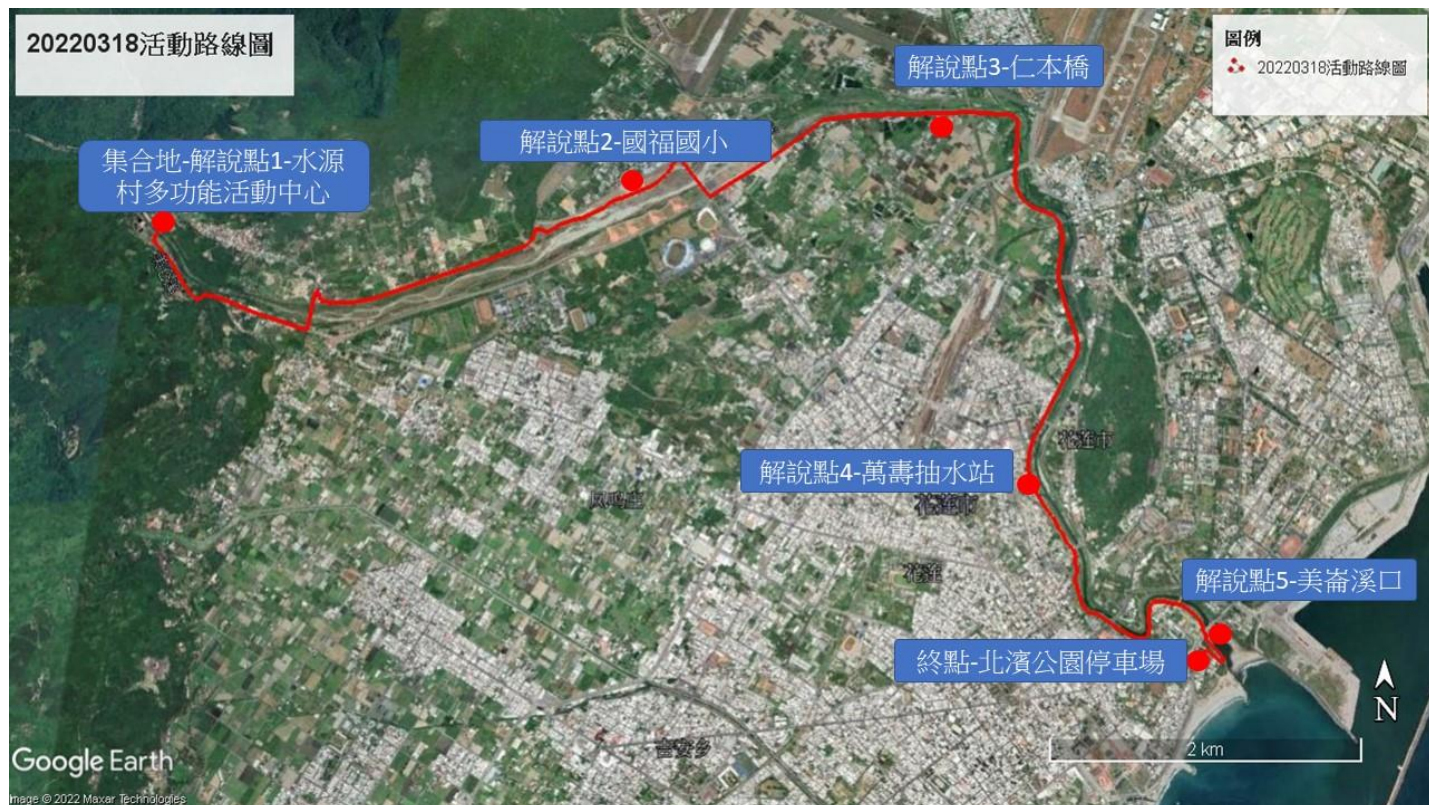 20220318活動路線圖
圖例
20220318活動路線圖
解說點3-仁本橋
解說點2-國福國小
集合地-解說點1-水源
村多功能活動中心
花蓮市
解說點4-萬壽抽水站
花蓮市
花蓮
解說點5-美崙溪口
終點-北濱公園停車場
N
2 km
吉安乡
Google Earth
Image © 2022 Maxar Technologies